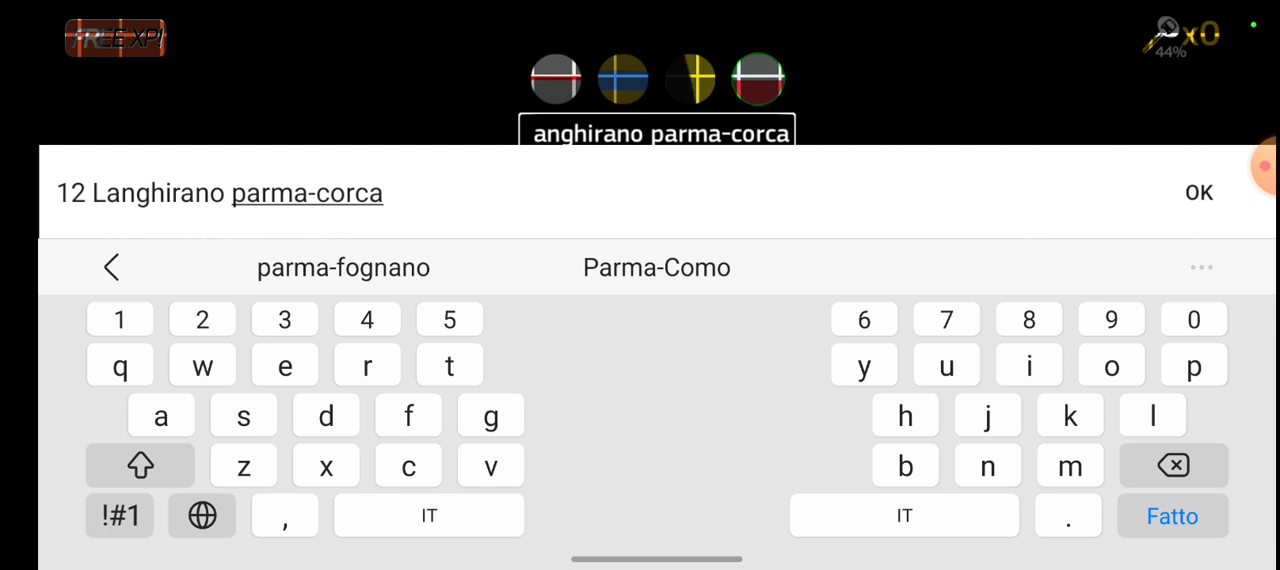 FREE XP!
x0
44%
anghirano parma-corca
12 Langhirano parma-corca
OK
parma-fognano
Parma-Como
1 2 3 4 5 6 7 8 9 0
q w e r t y u i o p
a s d f g h j k l
z x c v b n m
!#1 , IT IT . Fatto